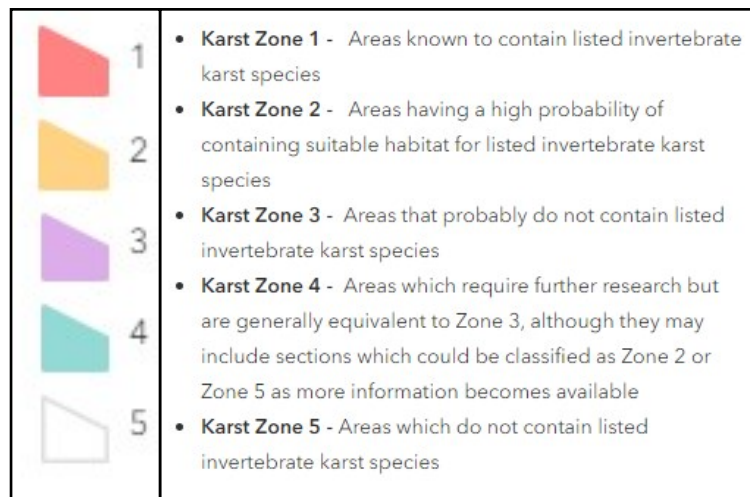 1
2
3
4
5
• Karst Zone 1 - Areas known to contain listed invertebrate
karst species
• Karst Zone 2 - Areas having a high probability of
containing suitable habitat for listed invertebrate karst
species
• Karst Zone 3 - Areas that probably do not contain listed
invertebrate karst species
• Karst Zone 4 - Areas which require further research but
are generally equivalent to Zone 3, although they may
include sections which could be classified as Zone 2 or
Zone 5 as more information becomes available
• Karst Zone 5 - Areas which do not contain listed
invertebrate karst species